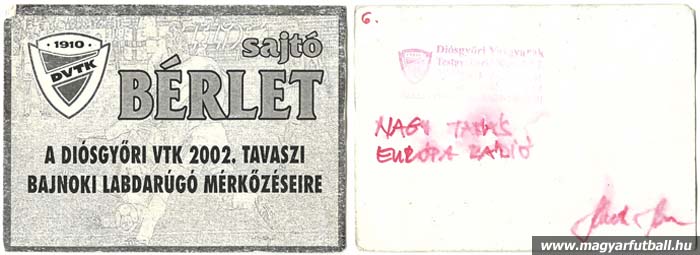 1910
DVTK
sajtó
BÉRLET
A DIÓSGYŐRI VTK 2002. TAVASZI
BAJNOKI LABDARÚGÓ MÉRKŐZÉSEIRE
6.
Diósgyőri Vasgyárak
NAGY TAMÁS
EURÓPA RÁDIÓ
www.magyarfutball.hu